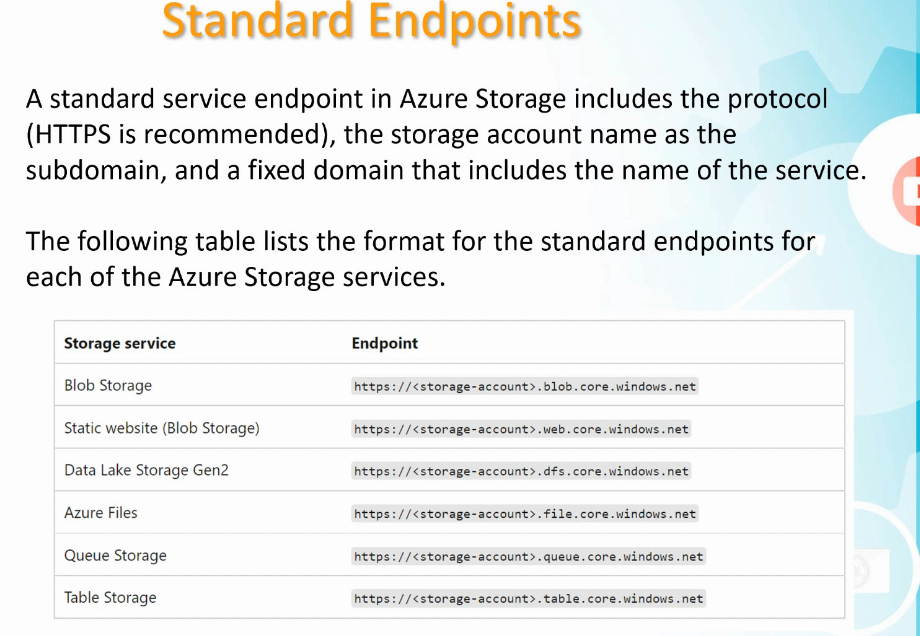 Standard Endpoints
A standard service endpoint in Azure Storage includes the protocol
(HTTPS is recommended), the storage account name as the
subdomain, and a fixed domain that includes the name of the service.
The following table lists the format for the standard endpoints for
each of the Azure Storage services.
Storage service Endpoint
Blob Storage https://<storage-account>.blob.core.windows.net
Static website (Blob Storage) https://<storage-account>.web.core.windows.net
Data Lake Storage Gen2 https://<storage-account>.dfs.core.windows.net
Azure Files https://<storage-account>.file.core.windows.net
Queue Storage https://<storage-account>.queue.core.windows.net
Table Storage https://<storage-account>.table.core.windows.net